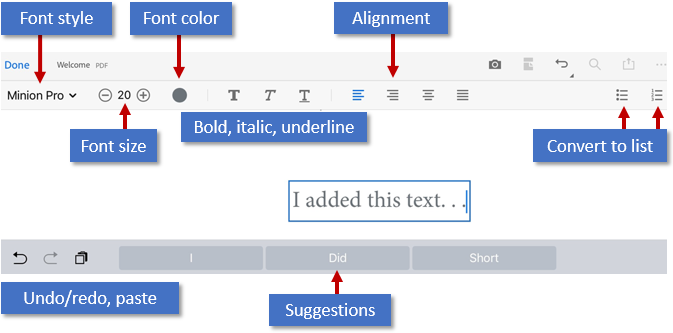 Font style
Font color
Alignment
Done
Welcome PDF
Minion Pro
20
T T T
Bold, italic, underline
Font size
Convert to list
I added this text. . .
I
Did
Short
Undo/redo, paste
Suggestions